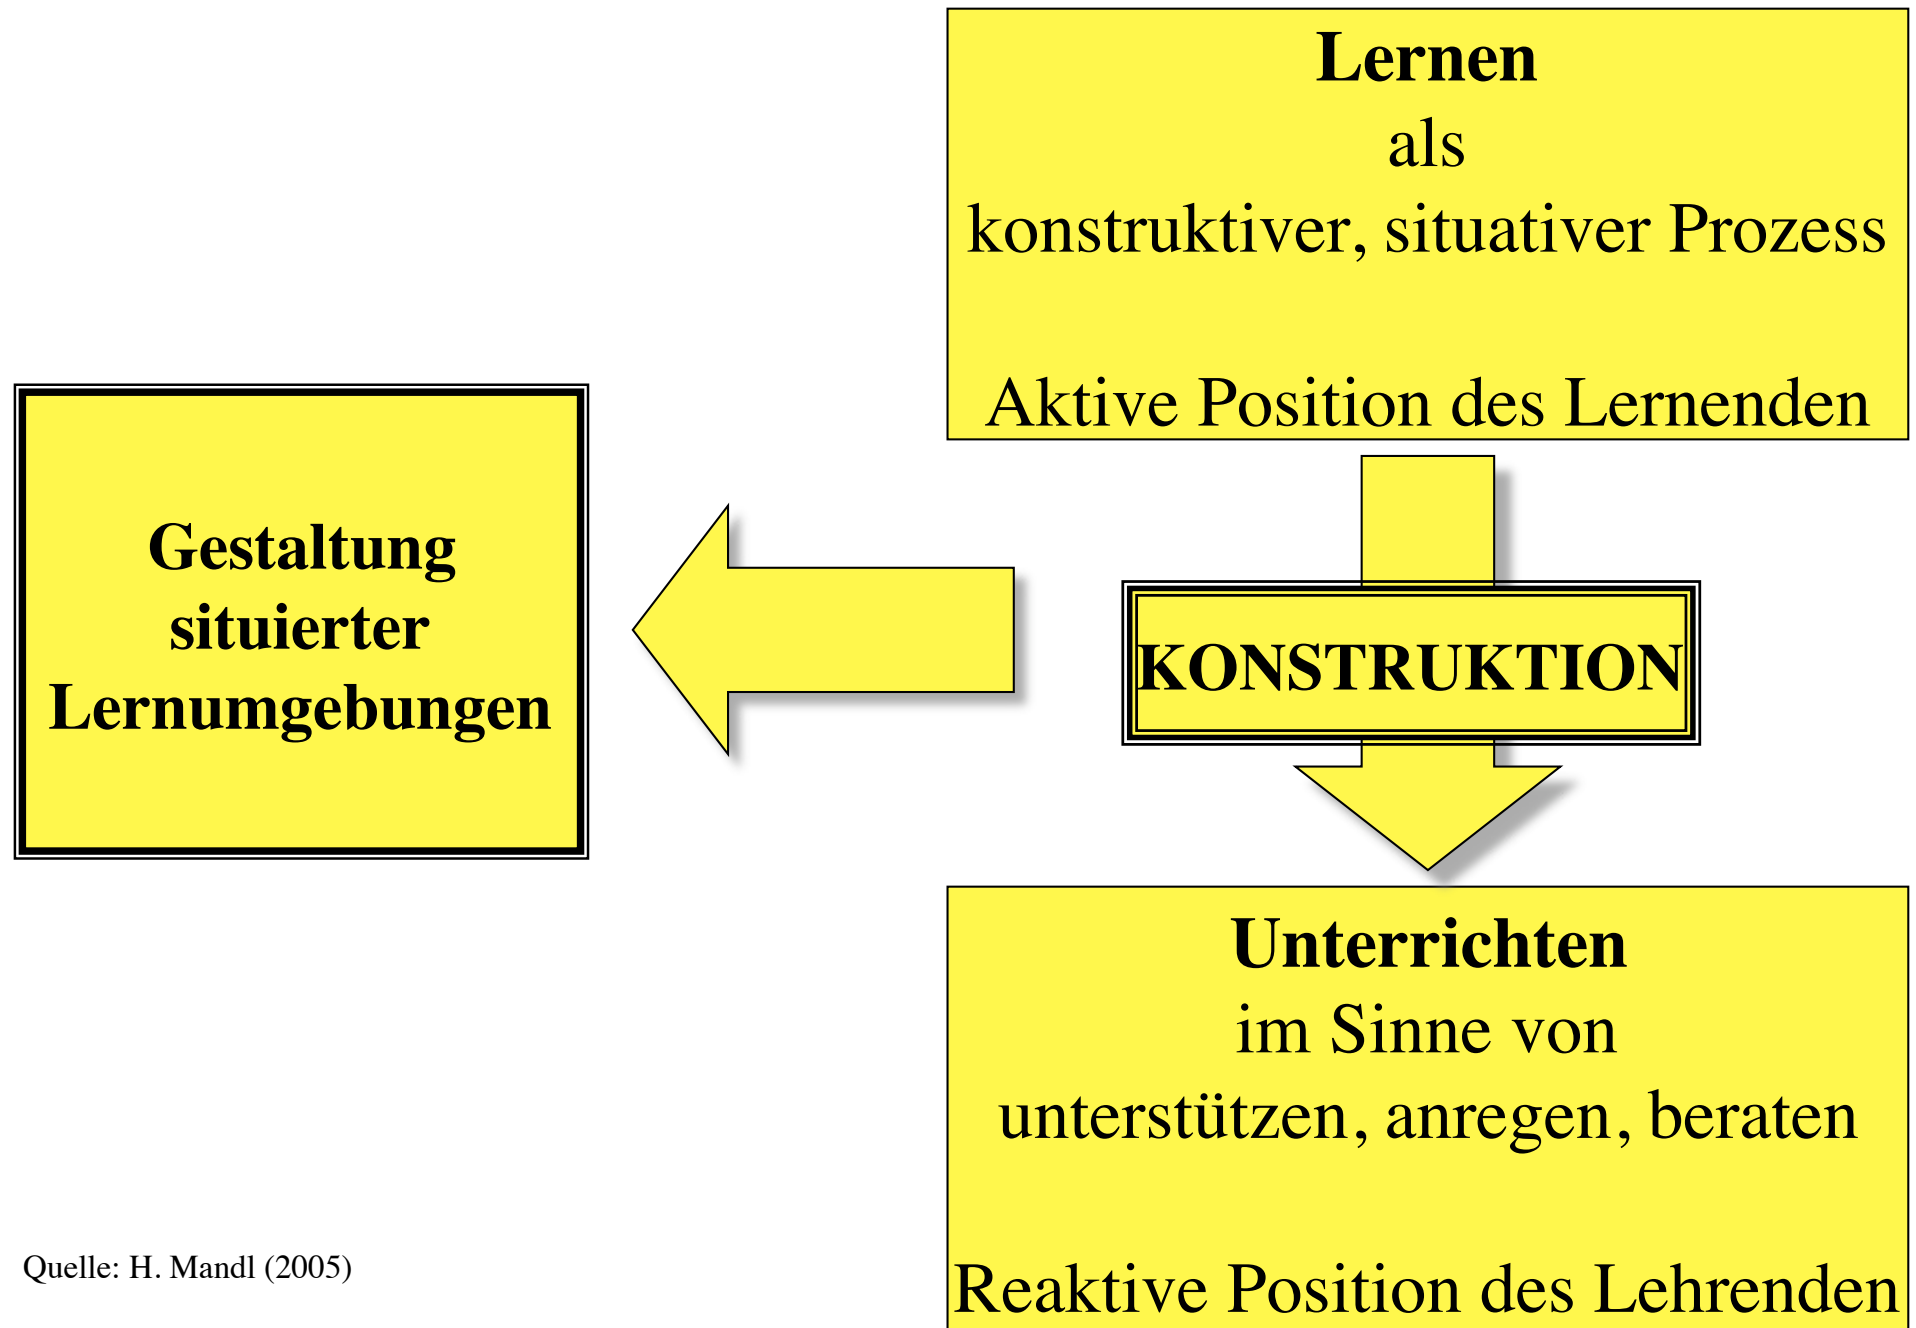 Lernen
als
konstruktiver, situativer Prozess
Aktive Position des Lernenden
Gestaltung
situierter
Lernumgebungen
KONSTRUKTION
Unterrichten
im Sinne von
unterstützen, anregen, beraten
Reaktive Position des Lehrenden
Quelle: H. Mandl (2005)